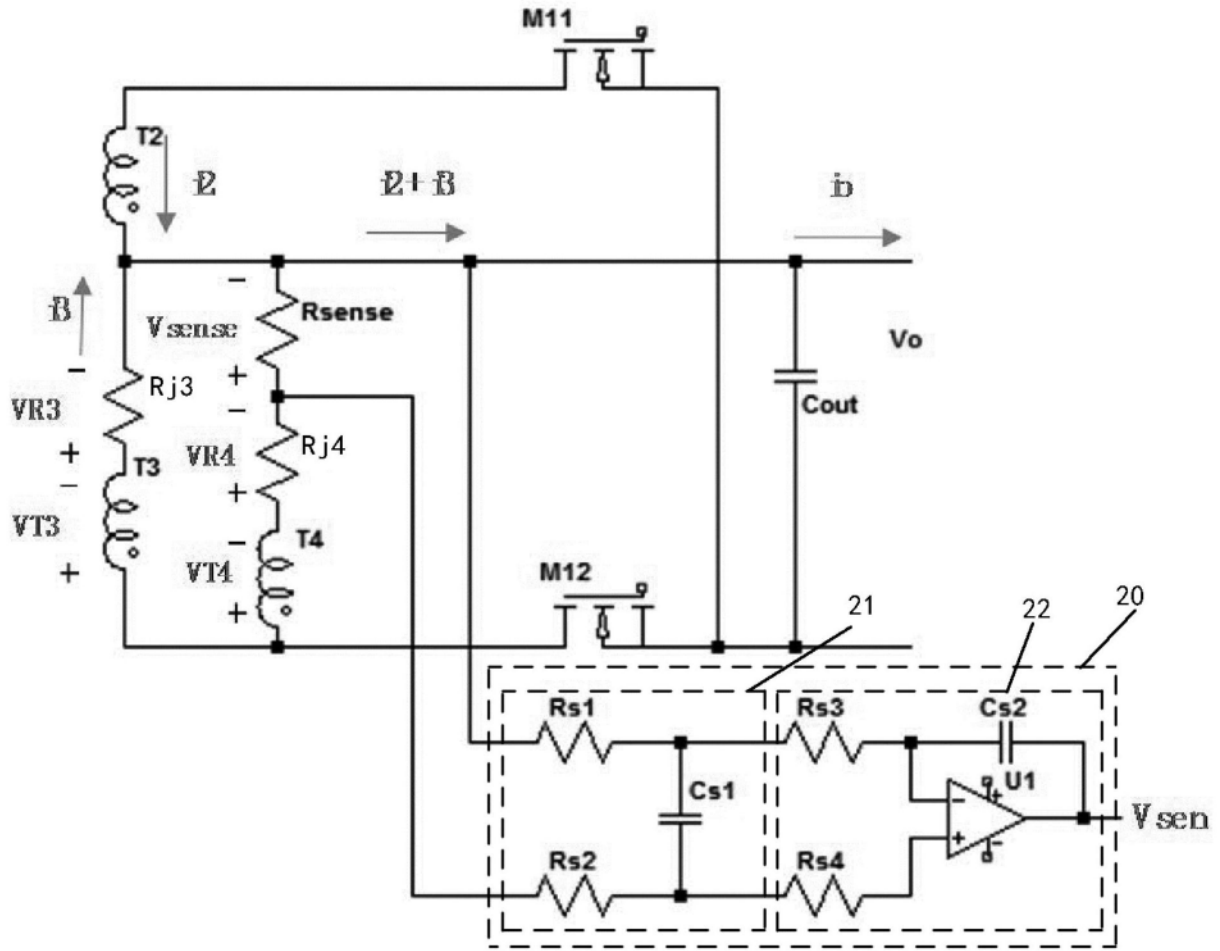 M11
T2
i2
i2+i3
io
i3
-
Rsense
Vsense
+
Vo
-
Rj3
VR3
+
-
Rj4
VR4
+
Cout
T3
-
VT3
+
-
T4
VT4
+
M12
21
22
20
Rs1
Rs3
Cs2
Cs1
U1
-
+
+
-
Vsen
Rs2
Rs4